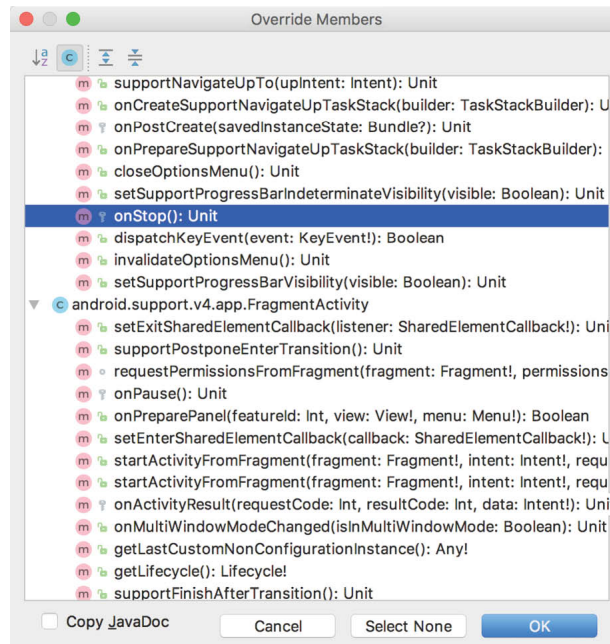 Override Members
supportNavigateUpTo(upIntent: Intent): Unit
m onCreateSupportNavigateUpTaskStack(builder: TaskStackBuilder): U
m onPostCreate(savedInstanceState: Bundle?): Unit
m onPrepareSupportNavigateUpTaskStack(builder: TaskStackBuilder):
m closeOptionsMenu(): Unit
m setSupportProgressBarIndeterminateVisibility(visible: Boolean): Unit
m onStop(): Unit
m dispatchKeyEvent(event: KeyEvent!): Boolean
m invalidateOptionsMenu(): Unit
m setSupportProgressBarVisibility(visible: Boolean): Unit
C android.support.v4.app.FragmentActivity
m setExitSharedElementCallback(listener: SharedElementCallback!): Uni
m supportPostponeEnterTransition(): Unit
m requestPermissionsFromFragment(fragment: Fragment!, permissions
m onPause(): Unit
m onPreparePanel(featureId: Int, view: View!, menu: Menu!): Boolean
m setEnterSharedElementCallback(callback: SharedElementCallback!): U
m startActivityFromFragment(fragment: Fragment!, intent: Intent!, requ
m startActivityFromFragment(fragment: Fragment!, intent: Intent!, requ
m onActivityResult(requestCode: Int, resultCode: Int, data: Intent!): Uni
m onMultiWindowModeChanged(isInMultiWindowMode: Boolean): Unit
m getLastCustomNonConfigurationInstance(): Any!
m getLifecycle(): Lifecycle!
m supportFinishAfterTransition(): Unit
Copy JavaDoc Cancel Select None OK